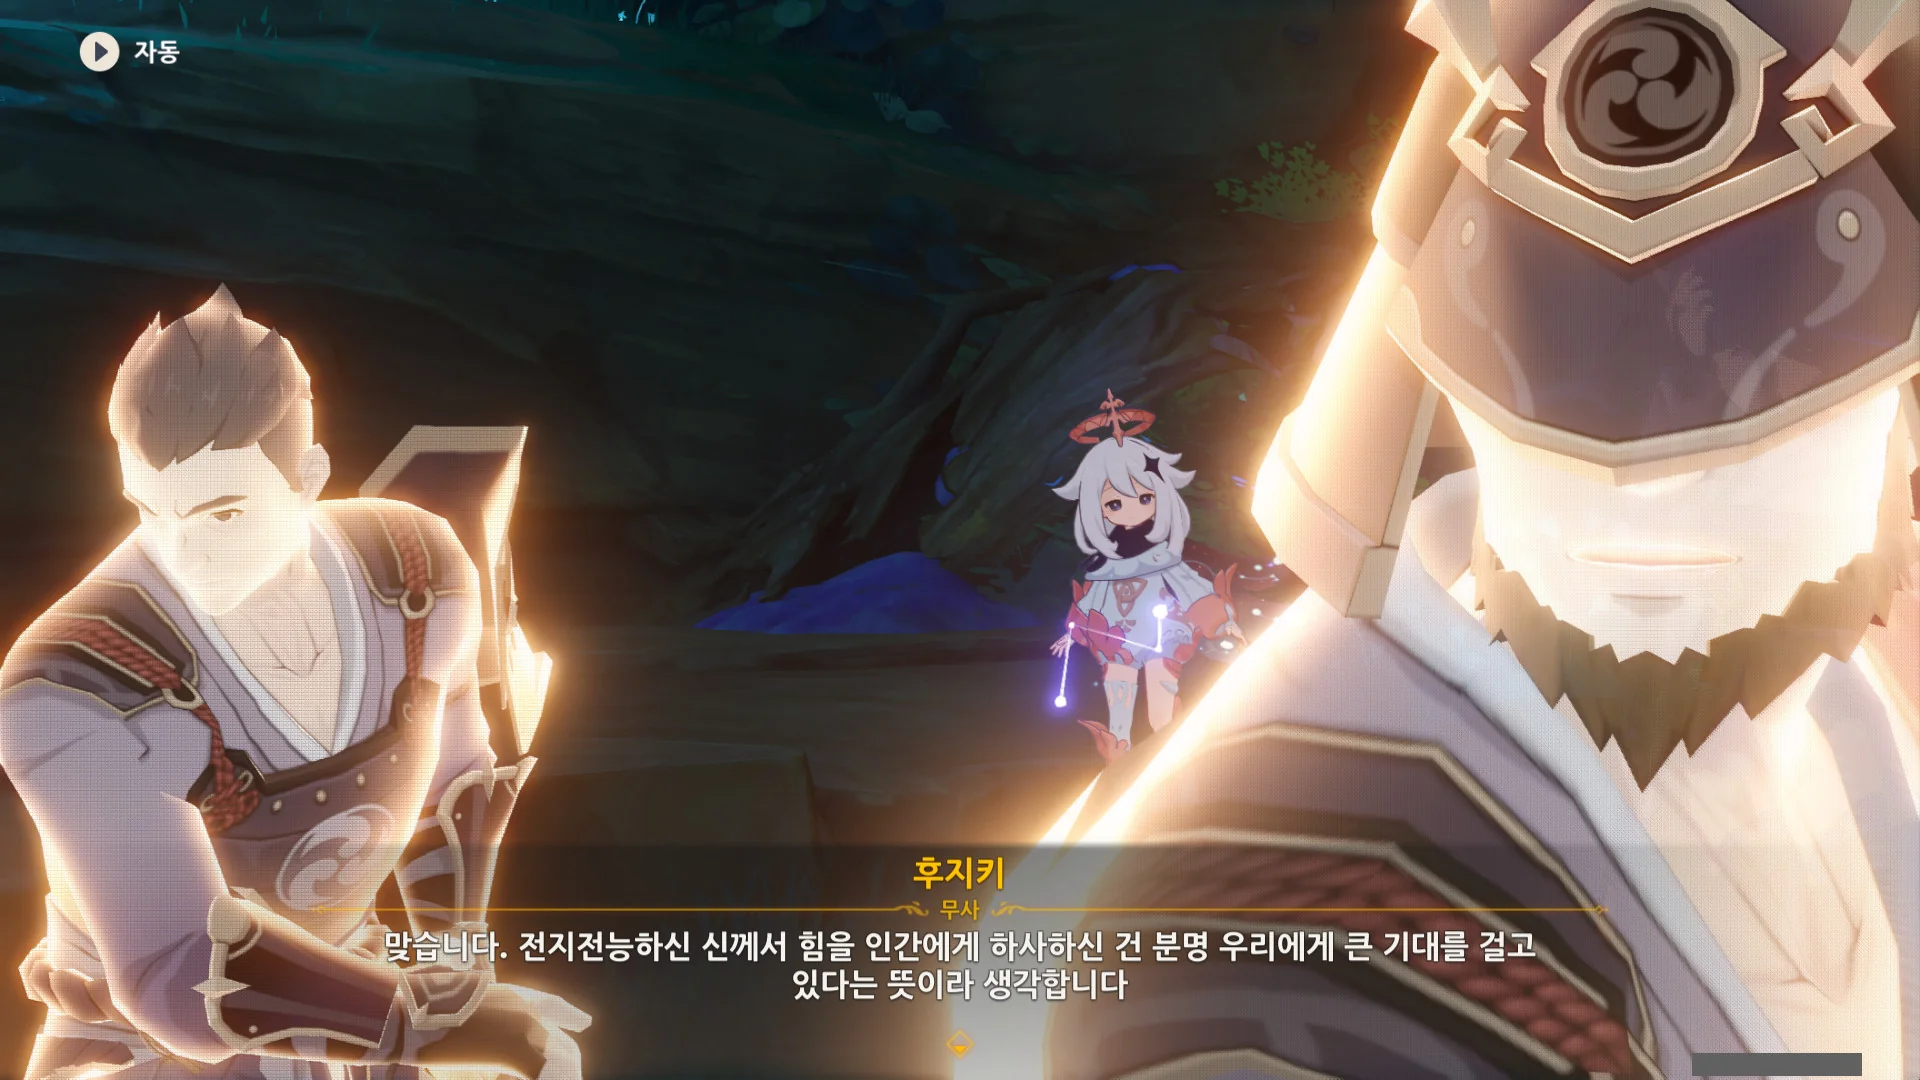 자동
후지키
무사
맞습니다. 전지전능하신 신께서 힘을 인간에게 하사하신 건 분명 우리에게 큰 기대를 걸고
있다는 뜻이라 생각합니다